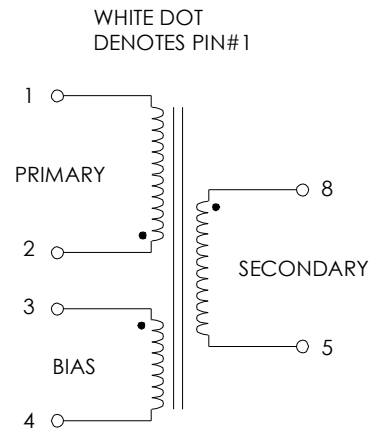 WHITE DOT
DENOTES PIN#1
1
PRIMARY
2
3
BIAS
4
8
SECONDARY
5